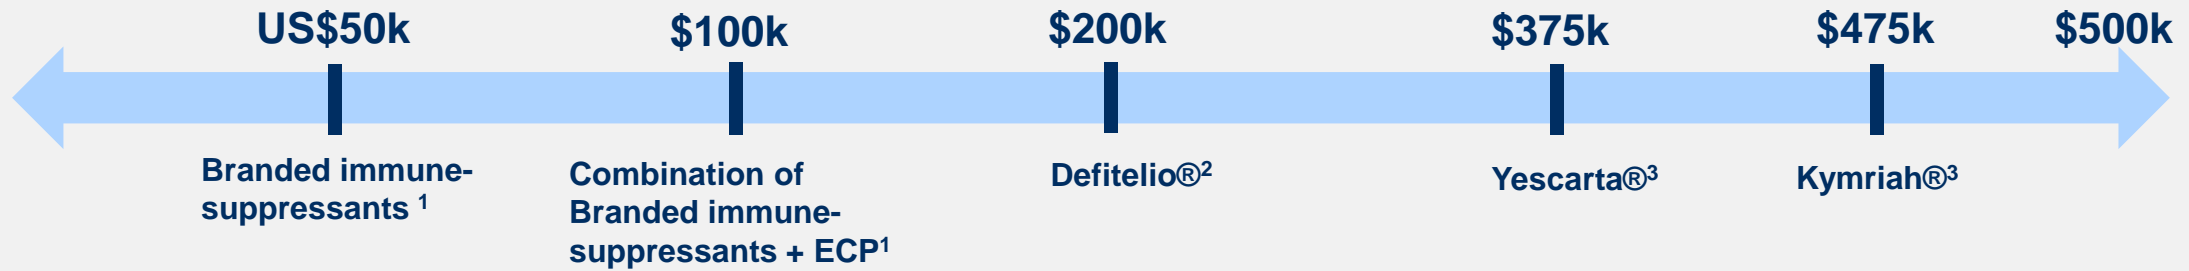 US$50k
$100k
$200k
$375k
$475k
$500k
Branded immune-
suppressants 1
Combination of
Branded immune-
suppressants + ECP1
Defitelio®2
Yescarta®3
Kymriah®3